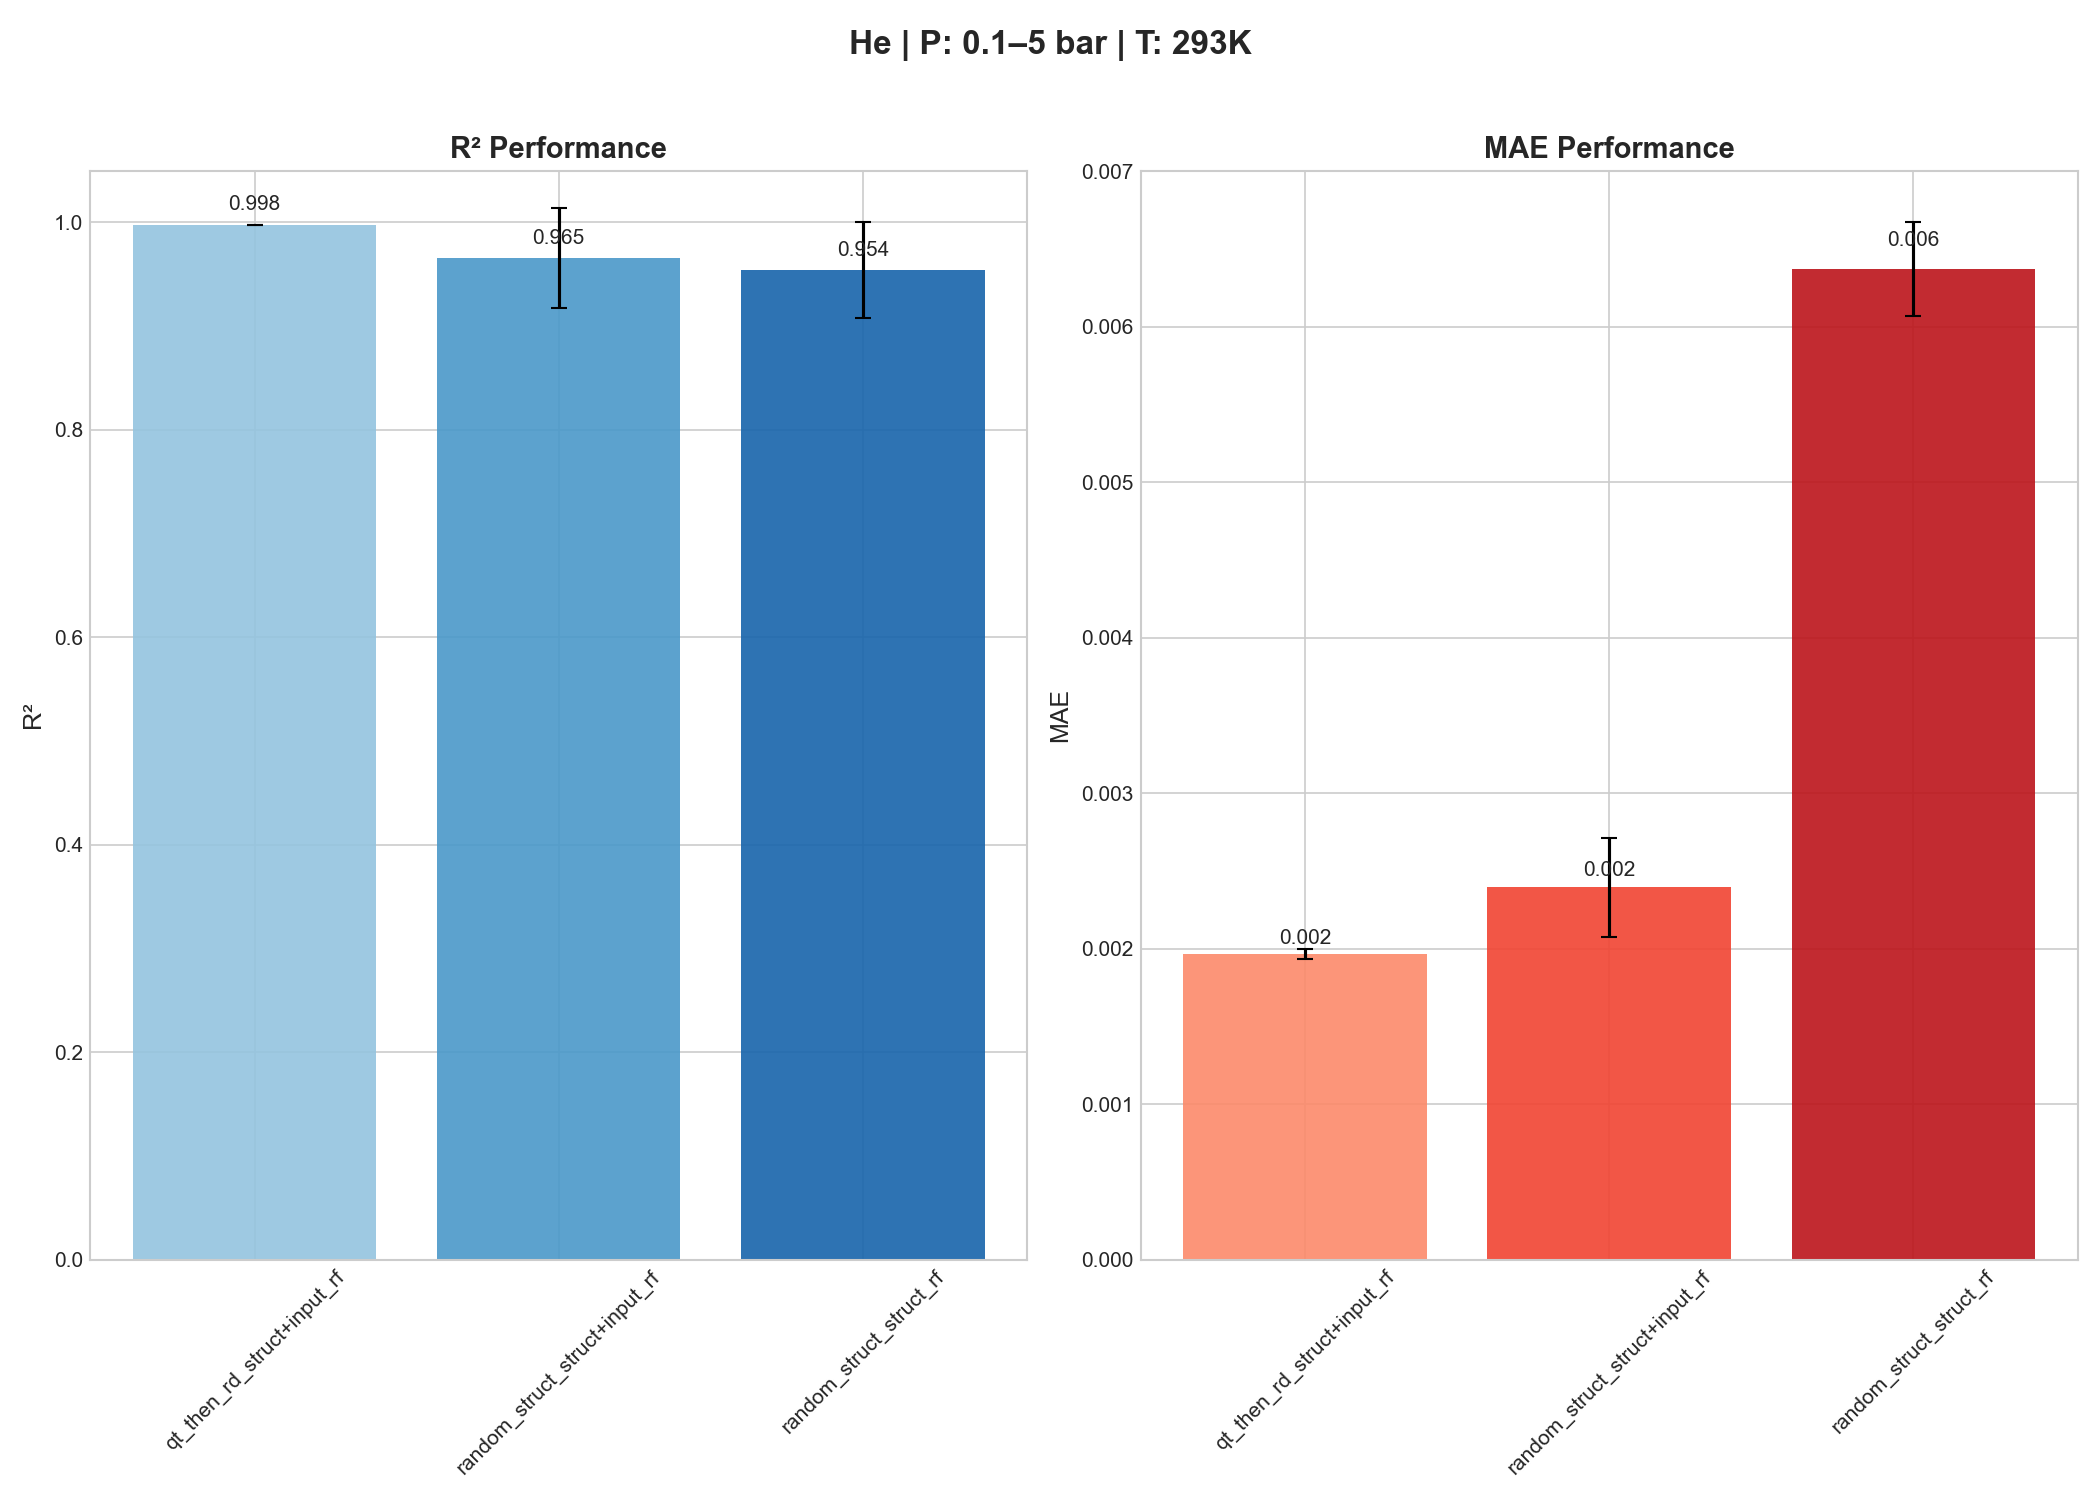 He | P: 0.1–5 bar | T: 293K
R² Performance
R²
1.0
0.8
0.6
0.4
0.2
0.0
0.998
0.965
0.954
qt_then_rd_struct+input_rf
random_struct_struct+input_rf
random_struct_struct_rf
MAE Performance
MAE
0.007
0.006
0.005
0.004
0.003
0.002
0.001
0.000
0.002
0.002
0.006
qt_then_rd_struct+input_rf
random_struct_struct+input_rf
random_struct_struct_rf